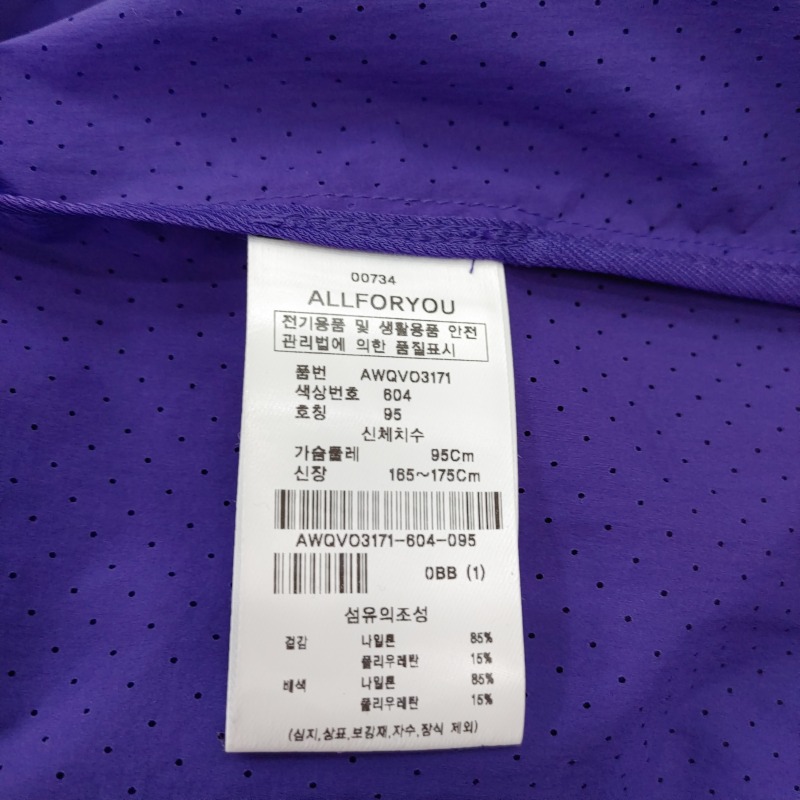 00734
ALLFORYOU
전기용품 및 생활용품 안전
관리법에 의한 품질표시
품번 AWQVO3171
색상번호 604
호칭 95
신체치수
가슴둘레 95Cm
신장 165~175Cm
AWQVO3171-604-095
0BB (1)
섬유의조성
겉감 나일론 85%
폴리우레탄 15%
배색 나일론 85%
폴리우레탄 15%
(심지,상표,보김재,자수,장식 제외)